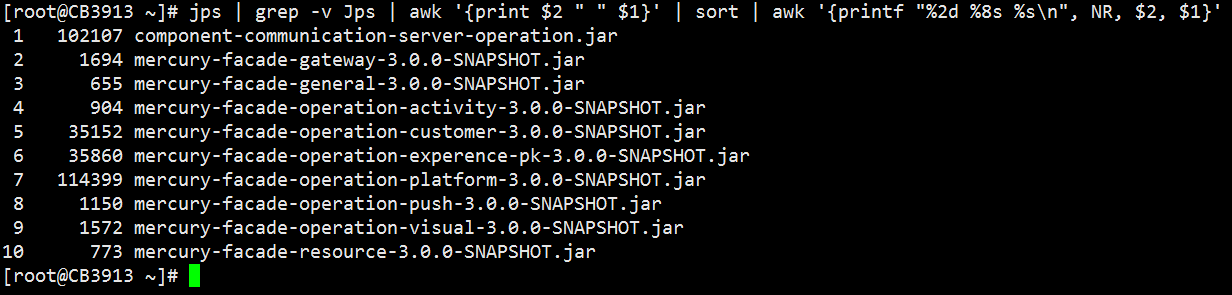 [root@CB3913 ~]# jps | grep -v Jps | awk '{print $2 " " $1}' | sort | awk '{printf "%2d %8s %s\n", NR, $2, $1}'
 1   102107 component-communication-server-operation.jar
 2     1694 mercury-facade-gateway-3.0.0-SNAPSHOT.jar
 3      655 mercury-facade-general-3.0.0-SNAPSHOT.jar
 4      904 mercury-facade-operation-activity-3.0.0-SNAPSHOT.jar
 5    35152 mercury-facade-operation-customer-3.0.0-SNAPSHOT.jar
 6    35860 mercury-facade-operation-experence-pk-3.0.0-SNAPSHOT.jar
 7   114399 mercury-facade-operation-platform-3.0.0-SNAPSHOT.jar
 8     1150 mercury-facade-operation-push-3.0.0-SNAPSHOT.jar
 9     1572 mercury-facade-operation-visual-3.0.0-SNAPSHOT.jar
10      773 mercury-facade-resource-3.0.0-SNAPSHOT.jar
[root@CB3913 ~]#